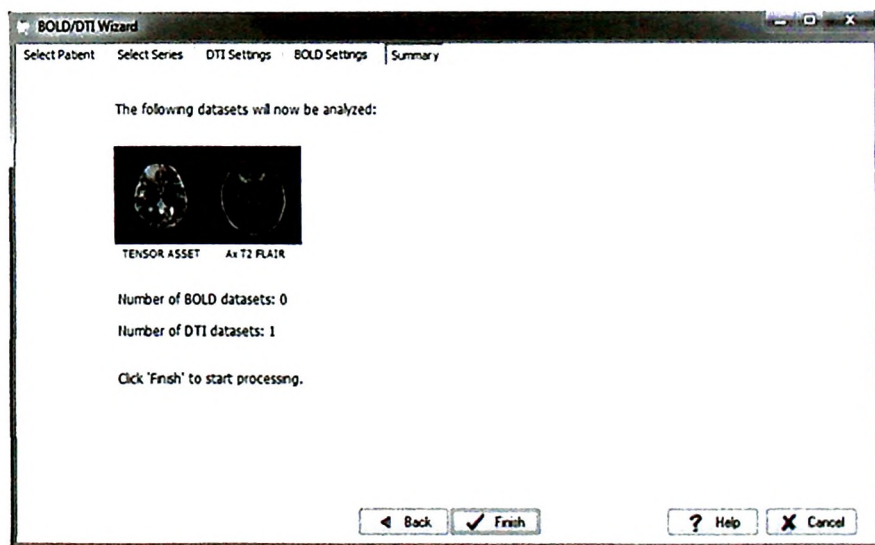 BOLD/DTI Wizard
Select Patient Select Series DTI Settings BOLD Settings Summary
The following datasets will now be analyzed:
TENSOR ASSET Ax T2 FLAIR
Number of BOLD datasets: 0
Number of DTI datasets: 1
Click 'Finish' to start processing.
Back Finish Help Cancel